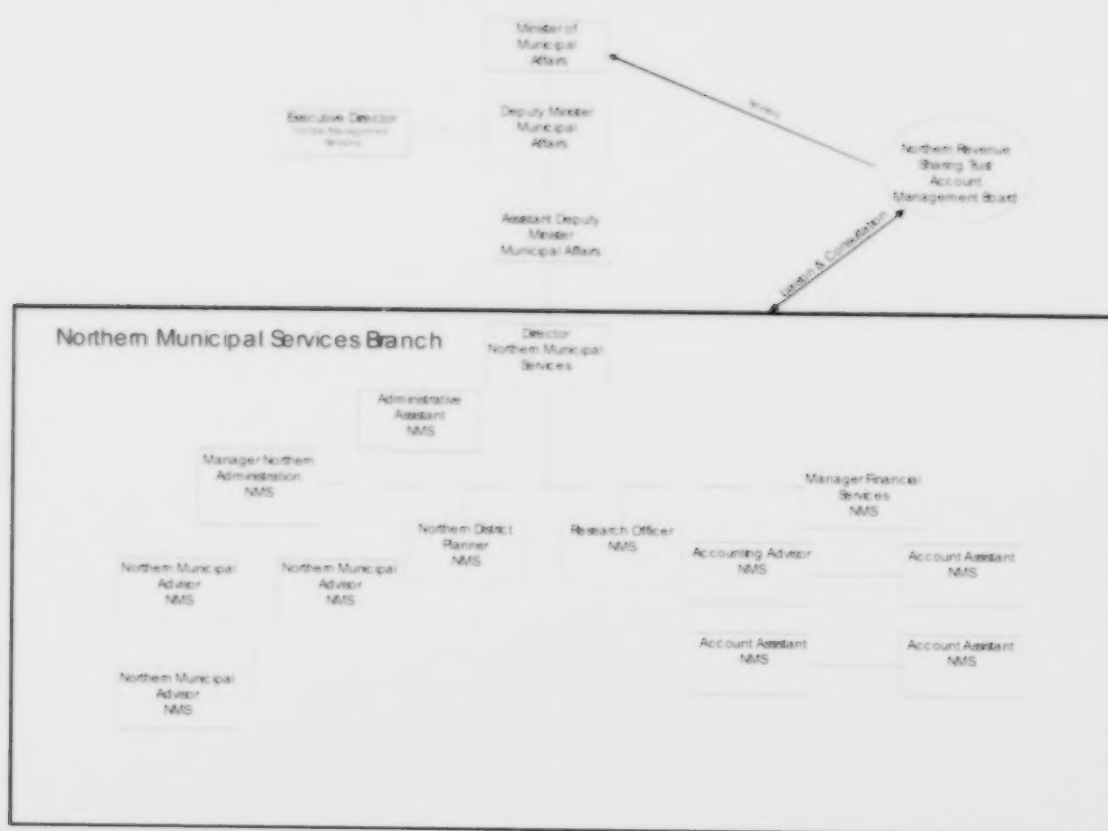 Minister of
Municipal
Affairs
Executive Director
Management
Services
Deputy Minister
Municipal
Affairs
Northern Revenue
Sharing Trust
Account
Management Board
Assistant Deputy
Minister
Municipal Affairs
Liaison & Consultation
Northern Municipal Services Branch
Director
Northern Municipal
Services
Administrative
Assistant
NMS
Manager Northern
Administration
NMS
Manager Financial
Services
NMS
Northern District
Planner
NMS
Research Officer
NMS
Northern Municipal
Advisor
NMS
Northern Municipal
Advisor
NMS
Accounting Advisor
NMS
Account Assistant
NMS
Account Assistant
NMS
Account Assistant
NMS
Northern Municipal
Advisor
NMS